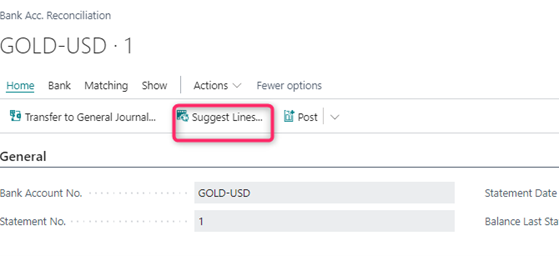 Bank Acc. Reconciliation
GOLD-USD · 1
Home Bank Matching Show Actions Fewer options
Transfer to General Journal... Suggest Lines... Post
General
Bank Account No. GOLD-USD Statement Date
Statement No. 1 Balance Last Sta